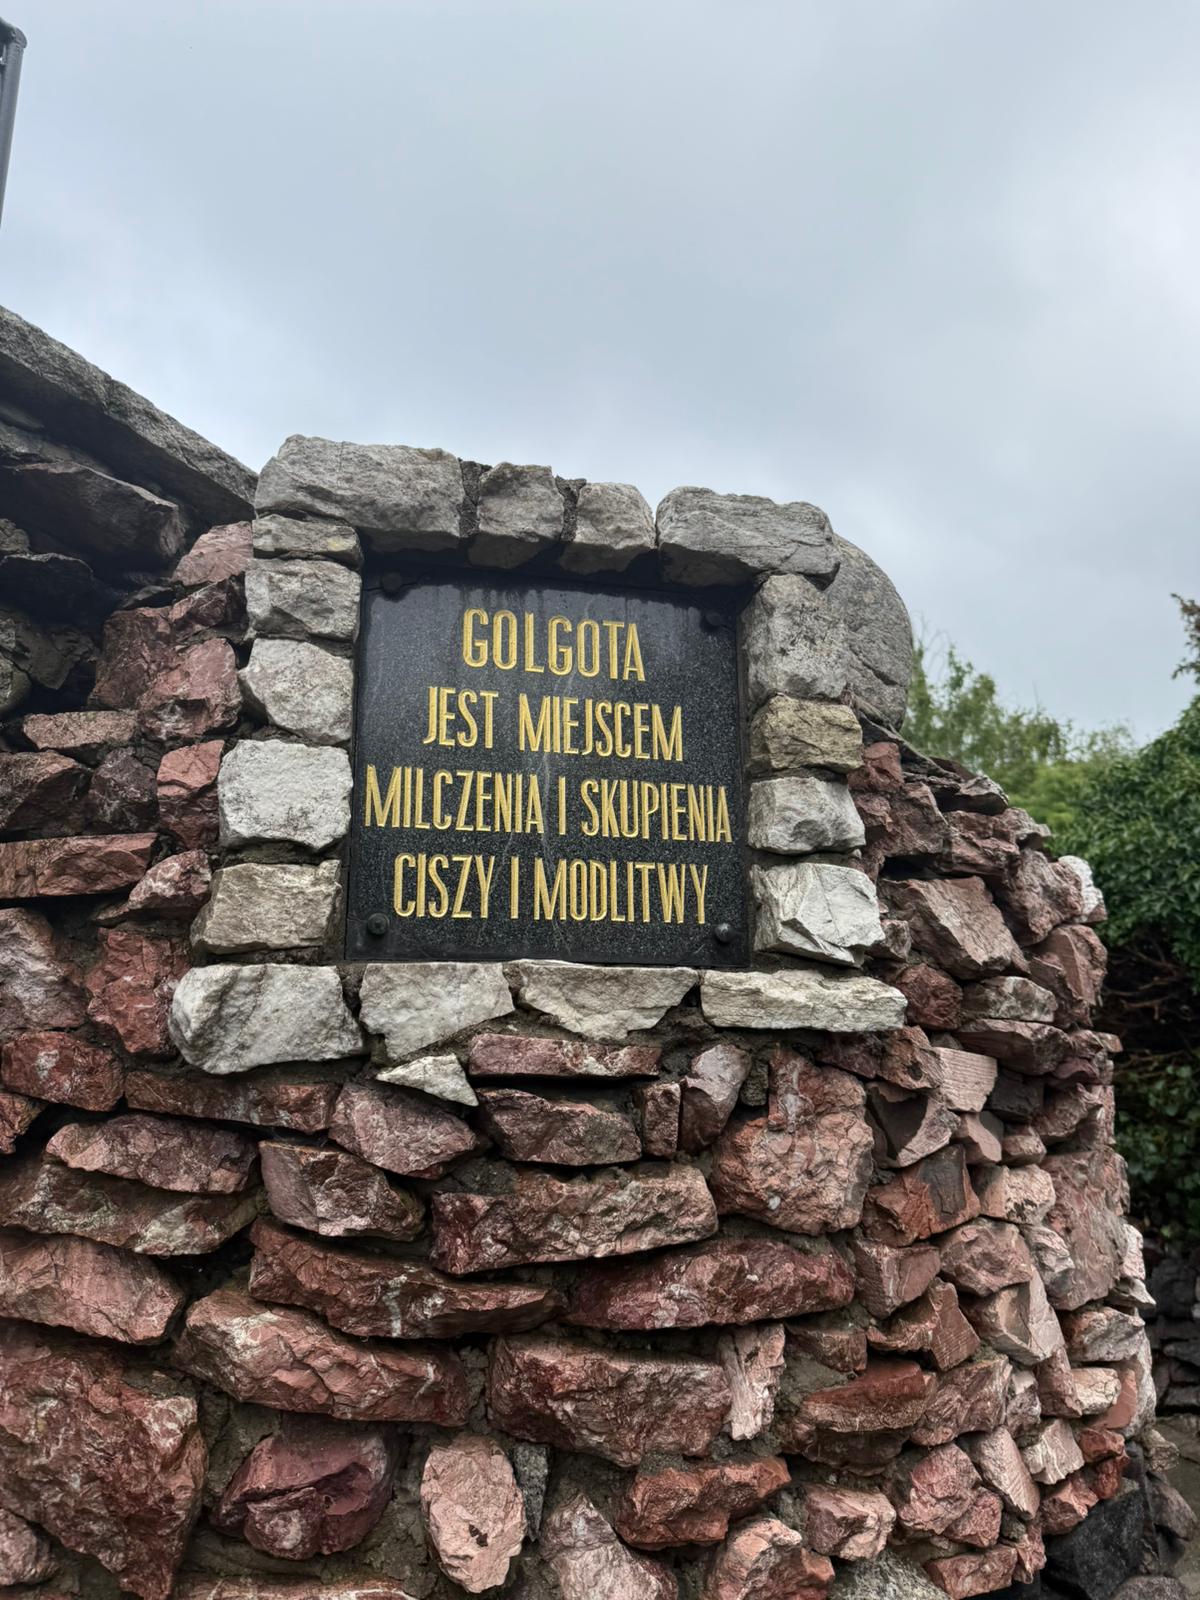 GOLGOTA
JEST MIEJSCEM
MILCZENIA I SKUPIENIA
CISZY I MODLITWY